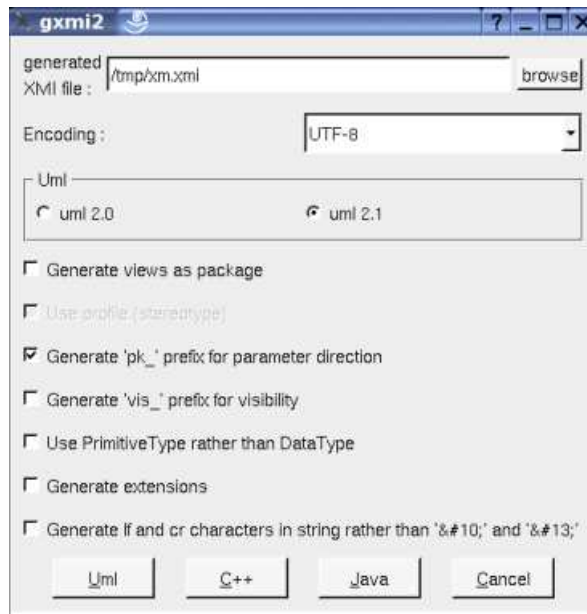 gxmi2
generated
XMI file :
/tmp/xm.xmi
browse
Encoding :
UTF-8
Uml
uml 2.0
uml 2.1
Generate views as package
Use profile (stereotype)
Generate 'pk_' prefix for parameter direction
Generate 'vis_' prefix for visibility
Use PrimitiveType rather than DataType
Generate extensions
Generate lf and cr characters in string rather than '&#10;' and '&#13;'
Uml
C++
Java
Cancel